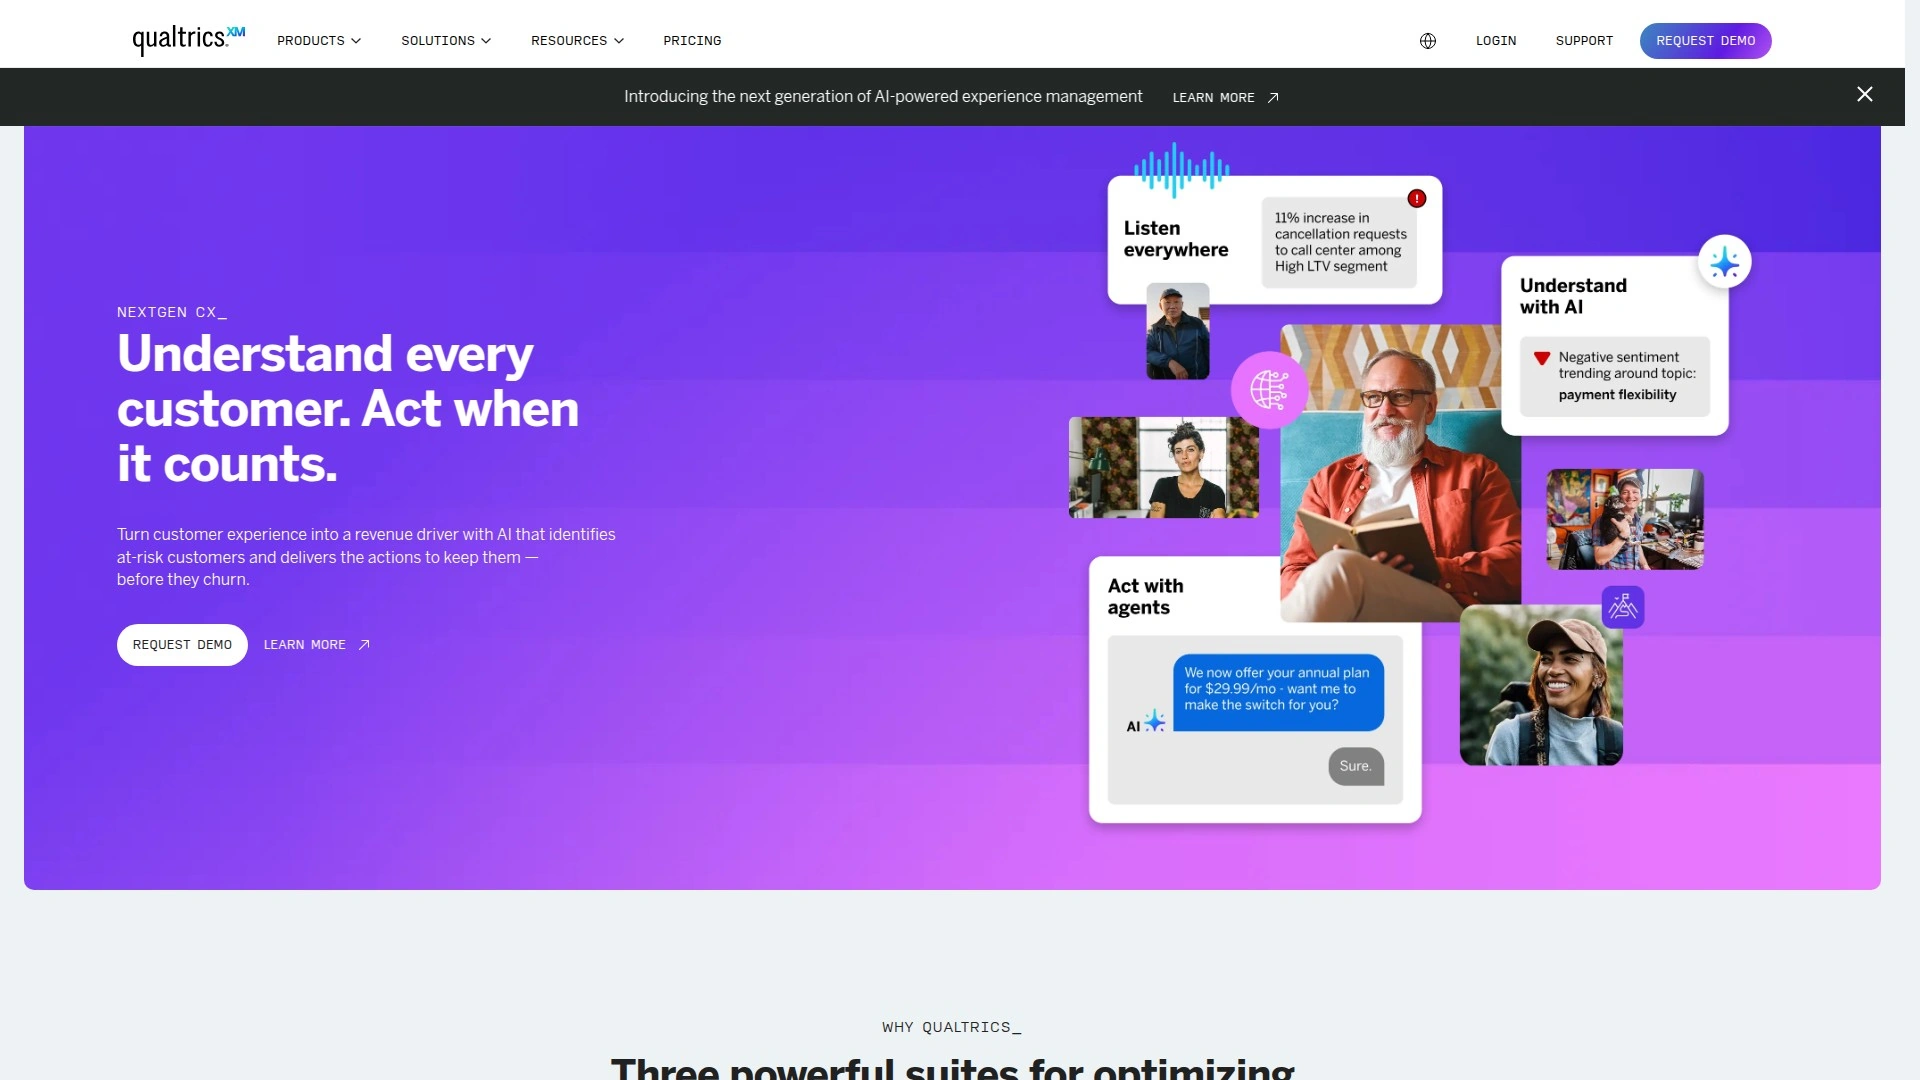 qualtrics XM
PRODUCTS
SOLUTIONS
RESOURCES
PRICING
LOGIN
SUPPORT
REQUEST DEMO
Introducing the next generation of AI-powered experience management
LEARN MORE
NEXTGEN CX_
Understand every
customer. Act when
it counts.
Turn customer experience into a revenue driver with AI that identifies
at-risk customers and delivers the actions to keep them —
before they churn.
REQUEST DEMO
LEARN MORE
Listen
everywhere
11% increase in
cancellation requests
to call center among
High LTV segment
!
Understand
with AI
Negative sentiment
trending around topic:
payment flexibility
Act with
agents
We now offer your annual plan
for $29.99/mo - want me to
make the switch for you?
AI
Sure.
WHY QUALTRICS_
Three powerful suites for optimizing